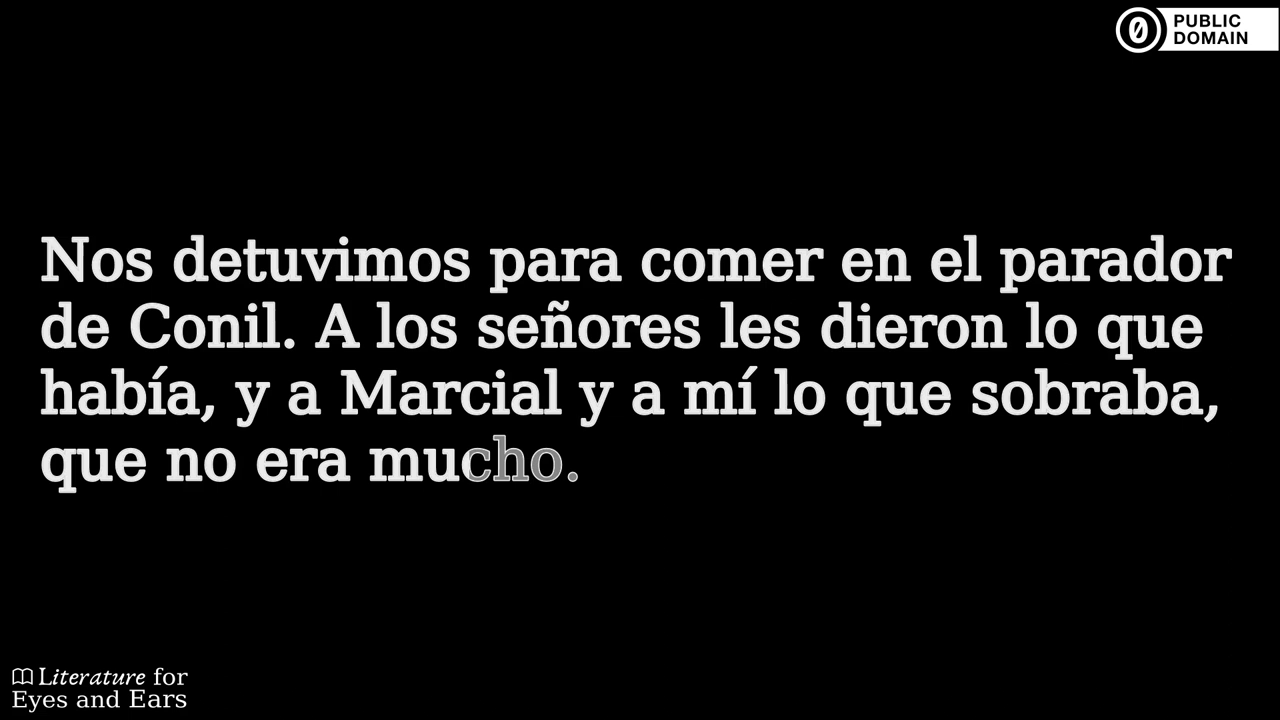 PUBLIC
DOMAIN
Nos detuvimos para comer en el parador
de Conil. A los señores les dieron lo que
había, y a Marcial y a mí lo que sobraba,
que no era mucho.
Literature for
Eyes and Ears